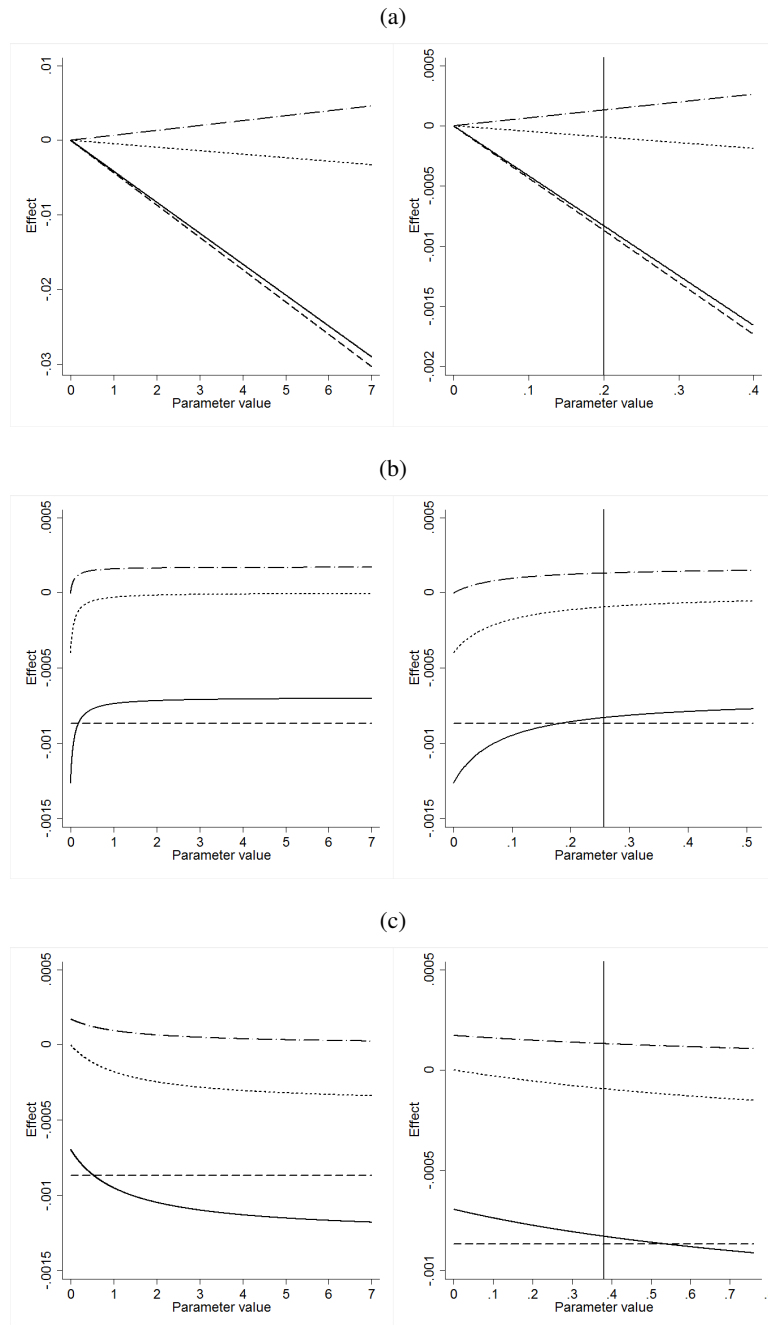 (a)
.01
0
-.01
-.02
-.03
Effect
0 1 2 3 4 5 6 7
Parameter value
.0005
0
-.0005
-.001
-.0015
-.002
Effect
0 .1 .2 .3 .4
Parameter value
(b)
.0005
0
-.0005
-.001
-.0015
Effect
0 1 2 3 4 5 6 7
Parameter value
.0005
0
-.0005
-.001
-.0015
Effect
0 .1 .2 .3 .4 .5
Parameter value
(c)
.0005
0
-.0005
-.001
-.0015
Effect
0 1 2 3 4 5 6 7
Parameter value
.0005
0
-.0005
-.001
Effect
0 .1 .2 .3 .4 .5 .6 .7 .
Parameter value